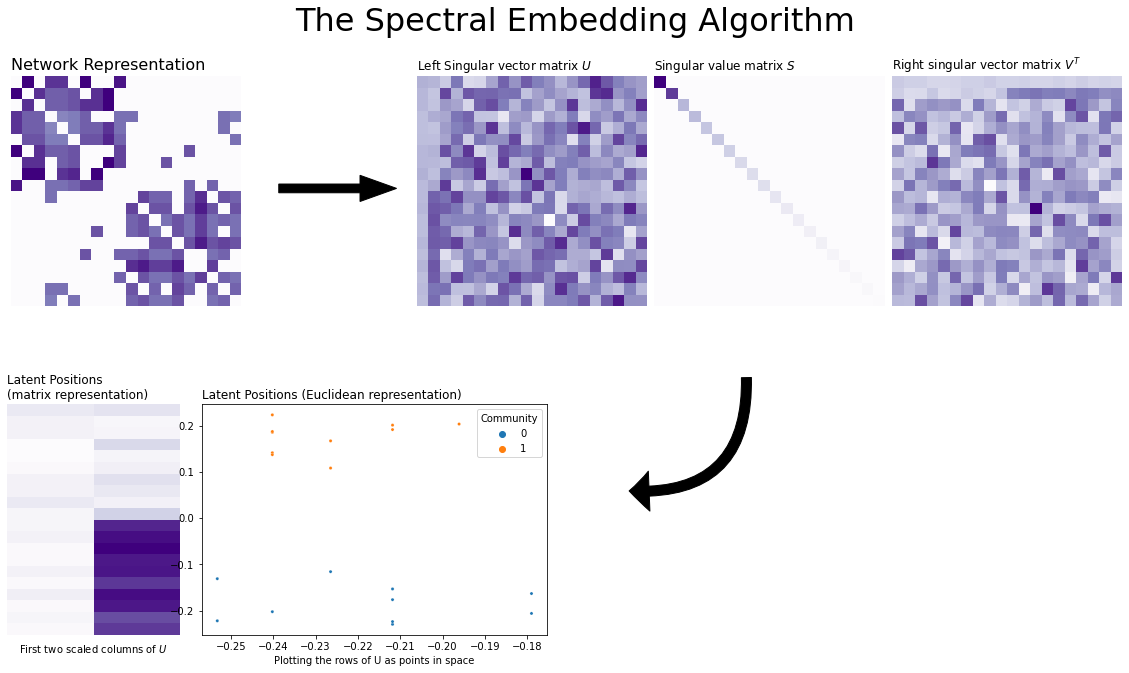 The Spectral Embedding Algorithm
Network Representation
Left Singular vector matrix U
Singular value matrix S
Right singular vector matrix V^T
Latent Positions
(matrix representation)
First two scaled columns of U
Latent Positions (Euclidean representation)
Community
0
1
0.2
0.1
0.0
−0.1
−0.2
−0.25 −0.24 −0.23 −0.22 −0.21 −0.20 −0.19 −0.18
Plotting the rows of U as points in space